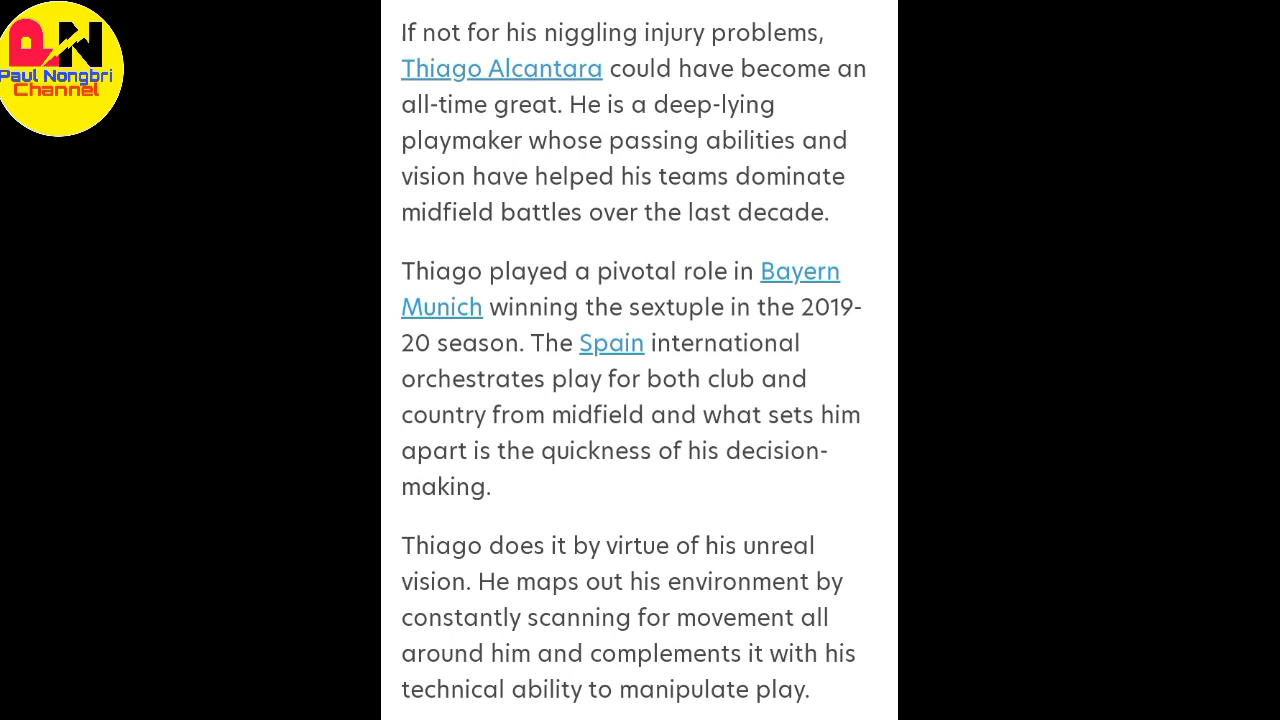 PN
Paul Nongbri
Channel
If not for his niggling injury problems,
Thiago Alcantara could have become an
all-time great. He is a deep-lying
playmaker whose passing abilities and
vision have helped his teams dominate
midfield battles over the last decade.
Thiago played a pivotal role in Bayern
Munich winning the sextuple in the 2019-
20 season. The Spain international
orchestrates play for both club and
country from midfield and what sets him
apart is the quickness of his decision-
making.
Thiago does it by virtue of his unreal
vision. He maps out his environment by
constantly scanning for movement all
around him and complements it with his
technical ability to manipulate play.